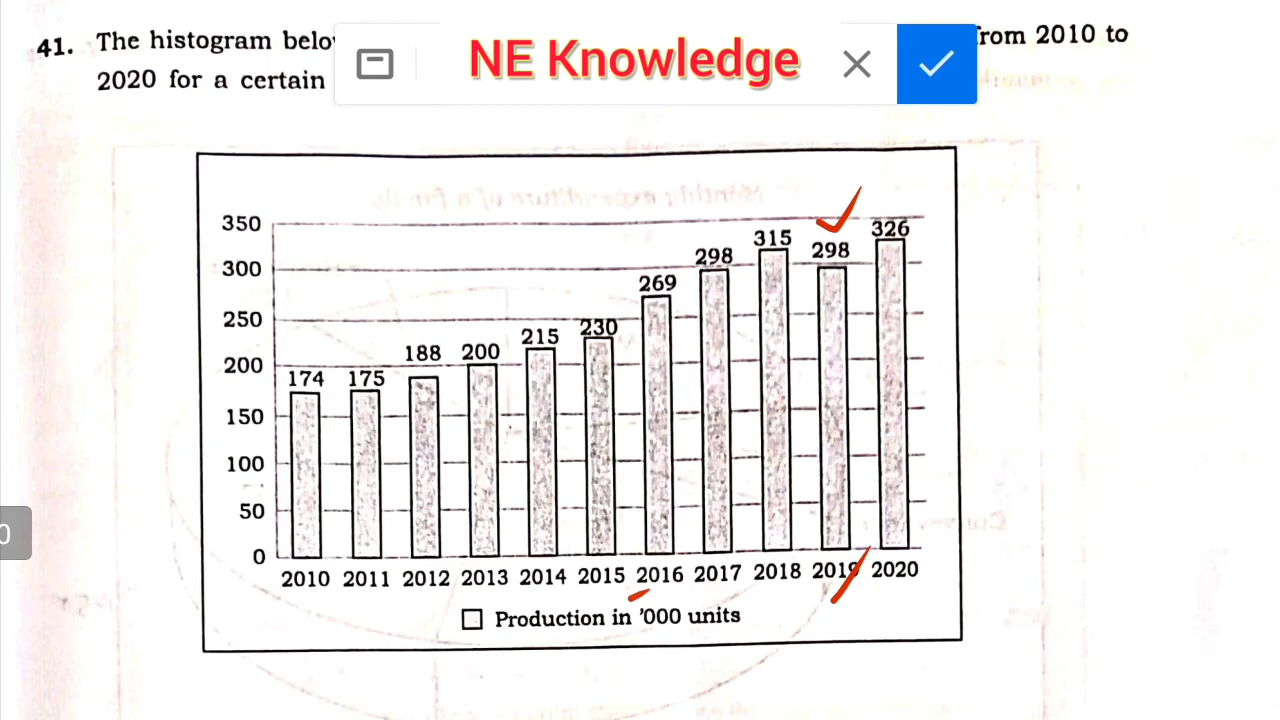 41. The histogram
NE Knowledge
from 2010 to
2020 for a certain
350
300
250
200
150
100
50
0
174 175 188 200 215 230 269 298 315 298 326
2010 2011 2012 2013 2014 2015 2016 2017 2018 2019 2020
Production in '000 units
0